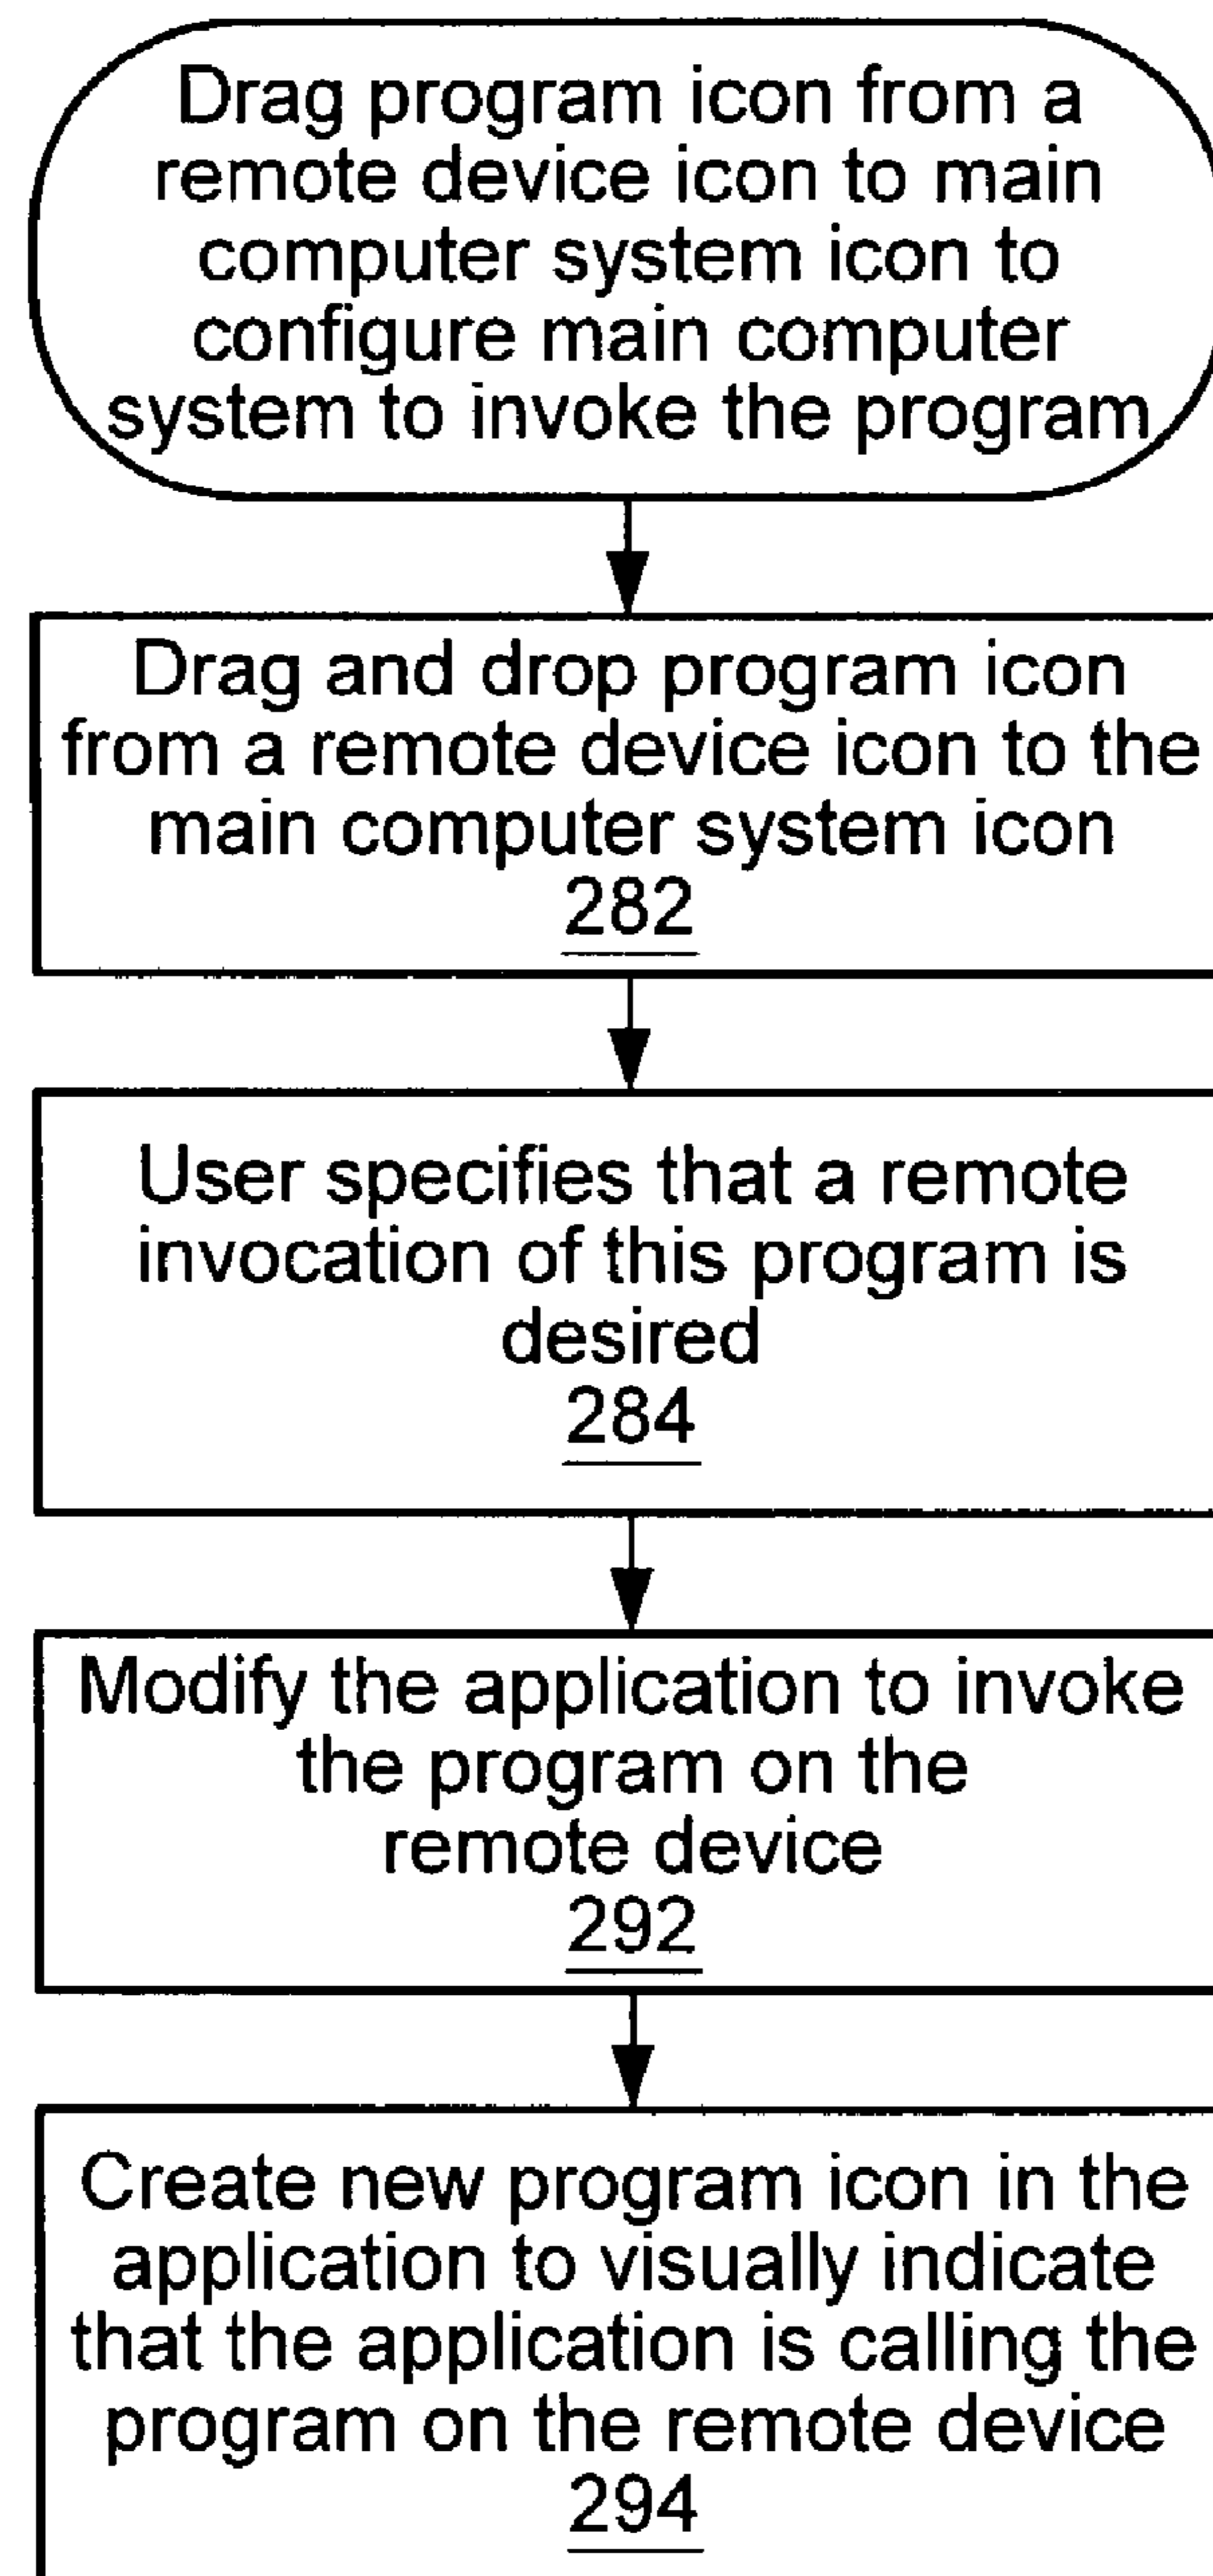 Drag program icon from a
remote device icon to main
computer system icon to
configure main computer
system to invoke the program
Drag and drop program icon
from a remote device icon to the
main computer system icon
282
User specifies that a remote
invocation of this program is
desired
284
Modify the application to invoke
the program on the
remote device
292
Create new program icon in the
application to visually indicate
that the application is calling the
program on the remote device
294